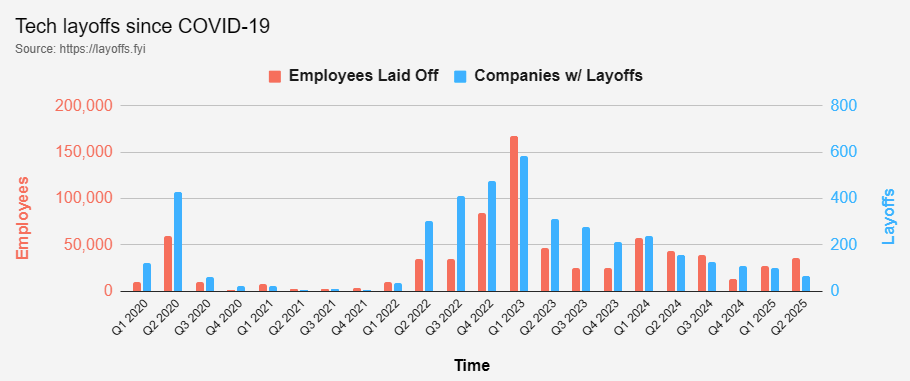 Tech layoffs since COVID-19
Source: https://layoffs.fyi
Employees Laid Off
Companies w/ Layoffs
200,000
150,000
100,000
50,000
0
Employees
800
600
400
200
0
Layoffs
Q1 2020
Q2 2020
Q3 2020
Q4 2020
Q1 2021
Q2 2021
Q3 2021
Q4 2021
Q1 2022
Q2 2022
Q3 2022
Q4 2022
Q1 2023
Q2 2023
Q3 2023
Q4 2023
Q1 2024
Q2 2024
Q3 2024
Q4 2024
Q1 2025
Q2 2025
Time